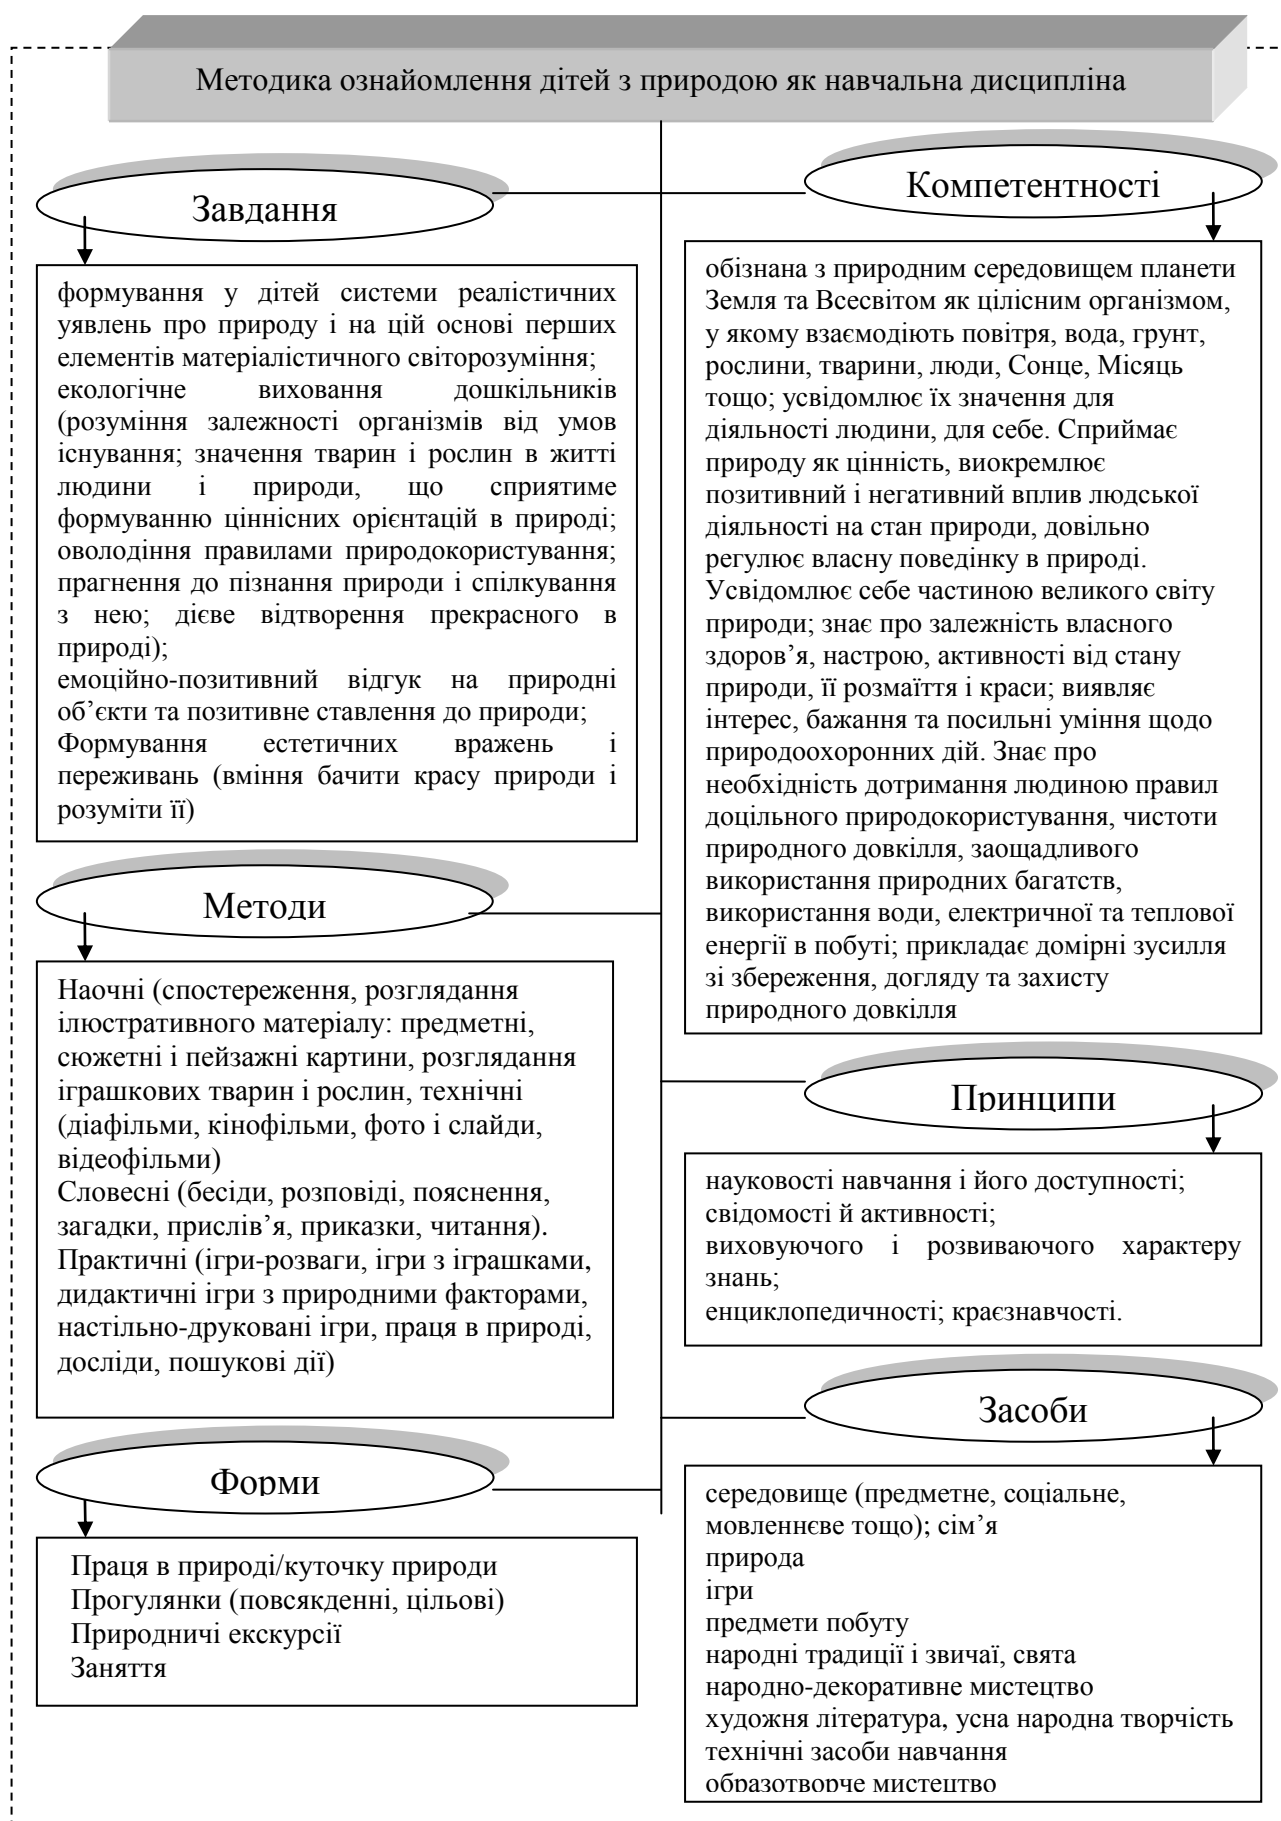 Методика ознайомлення дітей з природою як навчальна дисципліна
Завдання
формування у дітей системи реалістичних
уявлень про природу і на цій основі перших
елементів матеріалістичного світорозуміння;
екологічне виховання дошкільників
(розуміння залежності організмів від умов
існування; значення тварин і рослин в житті
людини і природи, що сприятиме
формуванню ціннісних орієнтацій в природі;
оволодіння правилами природокористування;
прагнення до пізнання природи і спілкування
з нею; дієве відтворення прекрасного в
природі);
емоційно-позитивний відгук на природні
об’єкти та позитивне ставлення до природи;
Формування естетичних вражень і
переживань (вміння бачити красу природи і
розуміти її)
Компетентності
обізнана з природним середовищем планети
Земля та Всесвітом як цілісним організмом,
у якому взаємодіють повітря, вода, грунт,
рослини, тварини, люди, Сонце, Місяць
тощо; усвідомлює їх значення для
діяльності людини, для себе. Сприймає
природу як цінність, виокремлює
позитивний і негативний вплив людської
діяльності на стан природи, довільно
регулює власну поведінку в природі.
Усвідомлює себе частиною великого світу
природи; знає про залежність власного
здоров’я, настрою, активності від стану
природи, її розмаїття і краси; виявляє
інтерес, бажання та посильні уміння щодо
природоохоронних дій. Знає про
необхідність дотримання людиною правил
доцільного природокористування, чистоти
природного довкілля, заощадливого
використання природних багатств,
використання води, електричної та теплової
енергії в побуті; прикладає домірні зусилля
зі збереження, догляду та захисту
природного довкілля
Методи
Наочні (спостереження, розглядання
ілюстративного матеріалу: предметні,
сюжетні і пейзажні картини, розглядання
іграшкових тварин і рослин, технічні
(діафільми, кінофільми, фото і слайди,
відеофільми)
Словесні (бесіди, розповіді, пояснення,
загадки, прислів’я, приказки, читання).
Практичні (ігри-розваги, ігри з іграшками,
дидактичні ігри з природними факторами,
настільно-друковані ігри, праця в природі,
досліди, пошукові дії)
Принципи
науковості навчання і його доступності;
свідомості й активності;
виховуючого і розвиваючого характеру
знань;
енциклопедичності; краєзнавчості.
Форми
Праця в природі/куточку природи
Прогулянки (повсякденні, цільові)
Природничі екскурсії
Заняття
Засоби
середовище (предметне, соціальне,
мовленнєве тощо); сім’я
природа
ігри
предмети побуту
народні традиції і звичаї, свята
народно-декоративне мистецтво
художня література, усна народна творчість
технічні засоби навчання
образотворче мистецтво